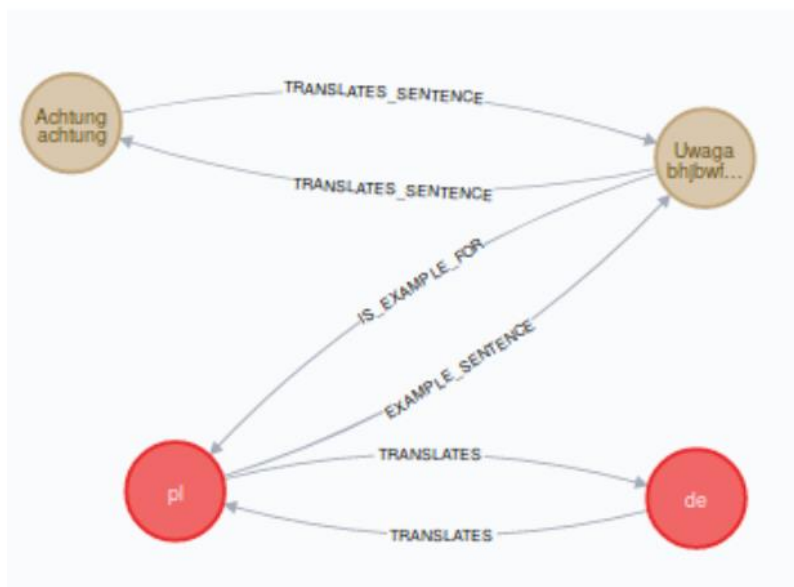 TRANSLATES_SENTENCE
Achtung
achtung
Uwaga
bhjbwf...
TRANSLATES_SENTENCE
IS_EXAMPLE_FOR
EXAMPLE_SENTENCE
TRANSLATES
pl
de
TRANSLATES